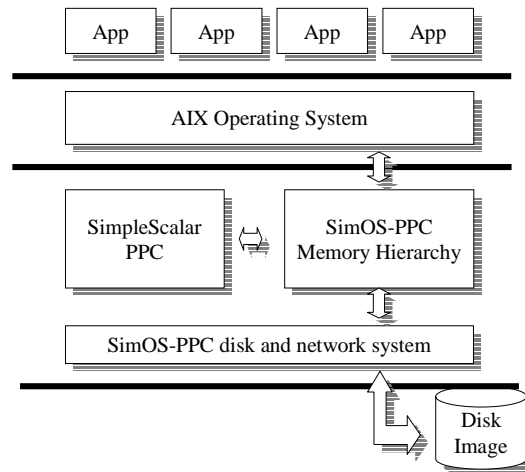 App
App
App
App
AIX Operating System
SimpleScalar
PPC
SimOS-PPC
Memory Hierarchy
SimOS-PPC disk and network system
Disk
Image